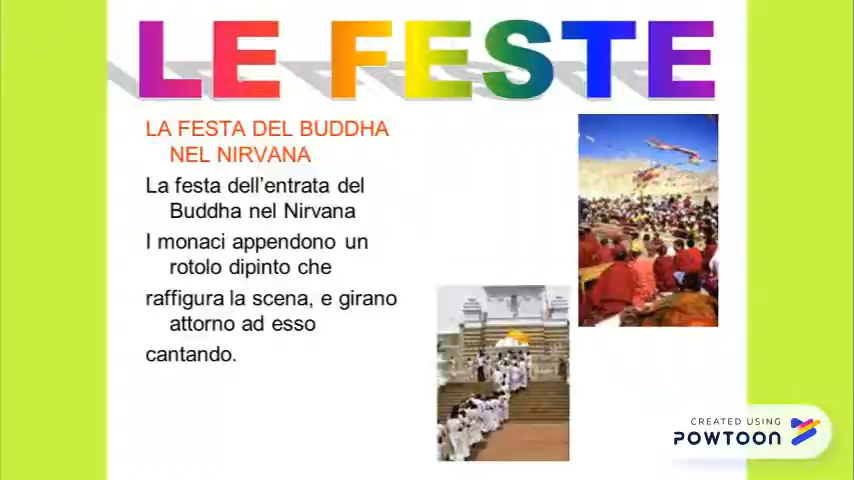 LE FESTE
LA FESTA DEL BUDDHA
NEL NIRVANA
La festa dell'entrata del
Buddha nel Nirvana
I monaci appendono un
rotolo dipinto che
raffigura la scena, e girano
attorno ad esso
cantando.
CREATED USING
POWTOON